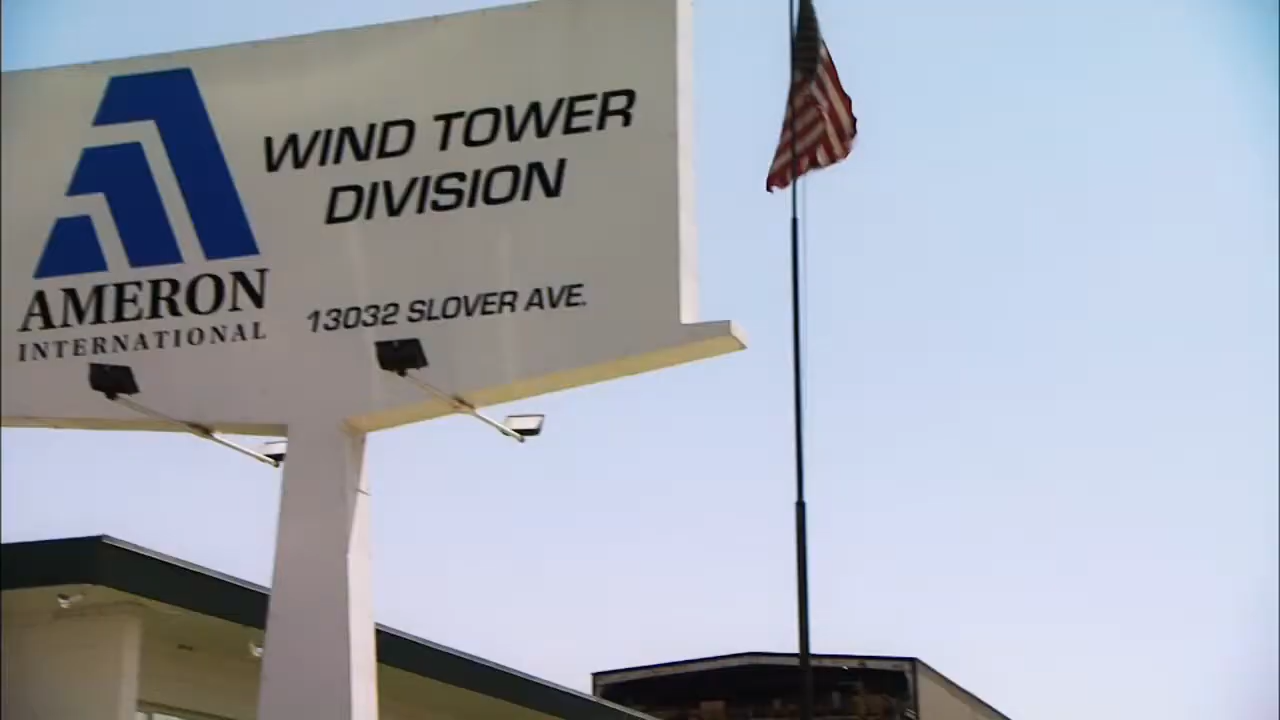 WIND TOWER
DIVISION
AMERON
INTERNATIONAL
13032 SLOVER AVE.